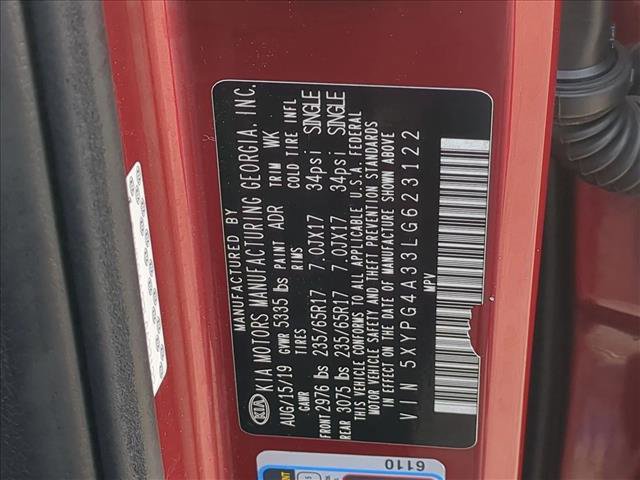 KIA
MANUFACTURED BY
KIA MOTORS MANUFACTURING GEORGIA. INC.
AUG/15/19 GVWR 5335 lbs PAINT ADR TRIM WK
GAWR TIRES RIMS COLD TIRE INFL
FRONT 2976 lbs 235/65R17 7.0JX17 34psi SINGLE
REAR 3075 lbs 235/65R17 7.0JX17 34psi SINGLE
THIS VEHICLE CONFORMS TO ALL APPLICABLE U.S.A. FEDERAL
MOTOR VEHICLE SAFETY AND THEFT PREVENTION STANDARDS
IN EFFECT ON THE DATE OF MANUFACTURE SHOWN ABOVE
VIN 5XYPG4A33LG623122
MPV
6110